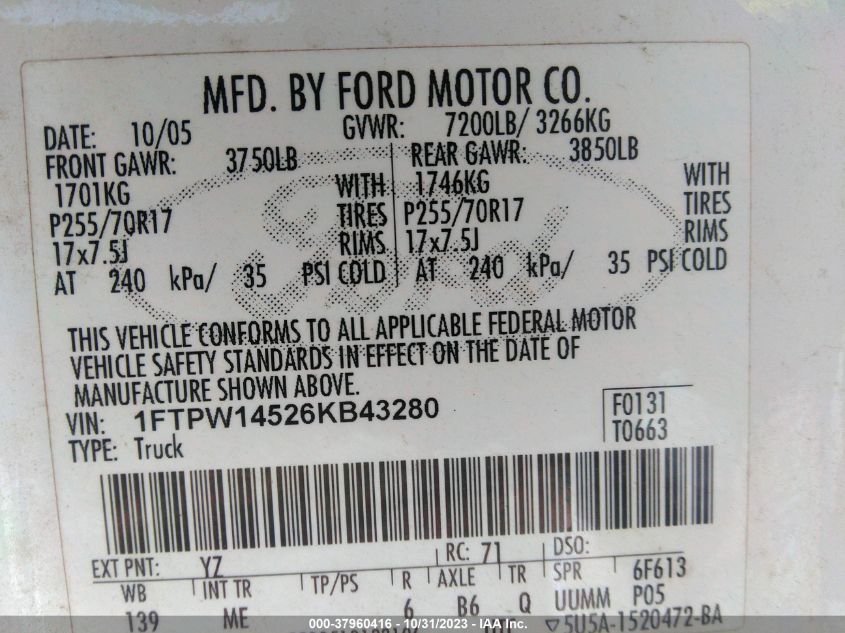 MFD. BY FORD MOTOR CO.
DATE: 10/05 GVWR: 7200LB/ 3266KG
FRONT GAWR: 3750LB REAR GAWR: 3850LB
1701KG WITH 1746KG WITH
P255/70R17 TIRES P255/70R17 TIRES
17x7.5J RIMS 17x7.5J RIMS
AT 240 kPa/ 35 PSI COLD AT 240 kPa/ 35 PSI COLD
Ford
THIS VEHICLE CONFORMS TO ALL APPLICABLE FEDERAL MOTOR
VEHICLE SAFETY STANDARDS IN EFFECT ON THE DATE OF
MANUFACTURE SHOWN ABOVE.
VIN: 1FTPW14526KB43280 F0131
TYPE: Truck T0663
EXT PNT: YZ RC: 71 DSO:
WB INT TR TP/PS R AXLE TR SPR 6F613
139 ME 6 B6 Q UUMM P05
5U5A-1520472-BA
000-37960416 - 10/31/2023 - IAA Inc.